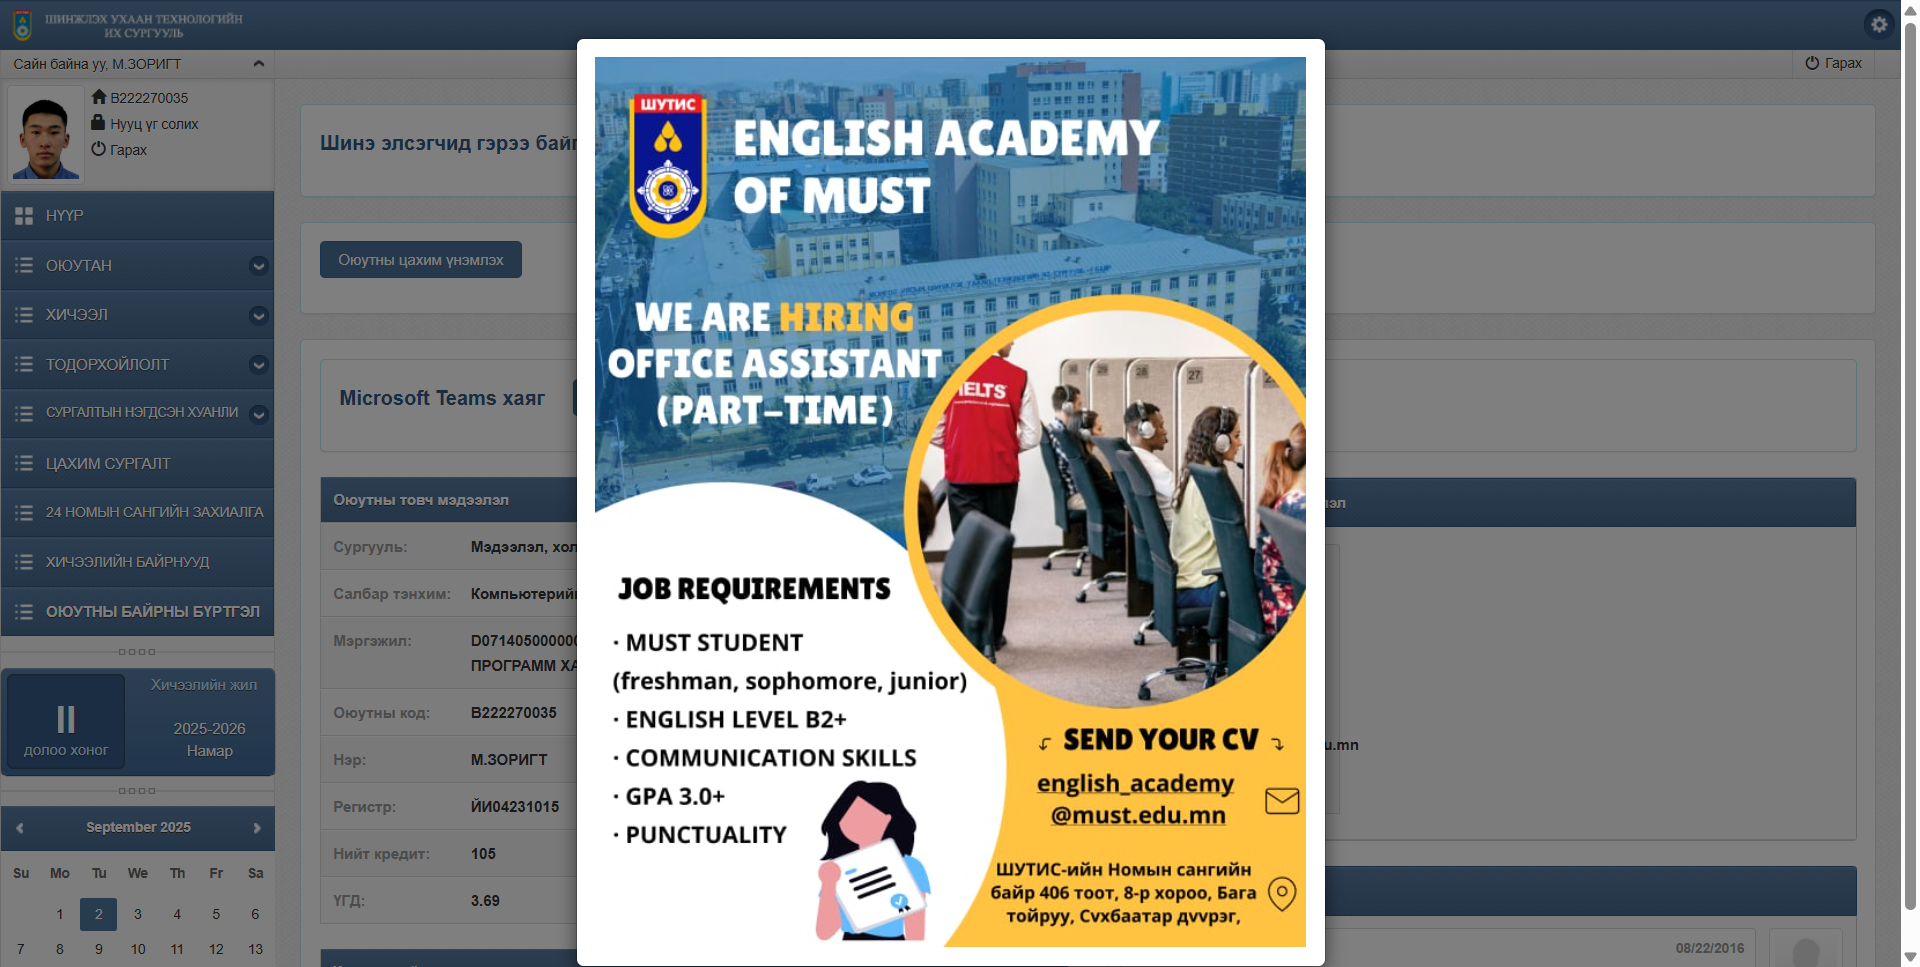 ШИНЖЛЭХ УХААН ТЕХНОЛОГИЙН
ИХ СУРГУУЛЬ
Сайн байна уу, М.ЗОРИГТ
Гарах
B222270035
Нууц үг солих
Гарах
НҮҮР
ОЮУТАН
ХИЧЭЭЛ
ТОДОРХОЙЛОЛТ
СУРГАЛТЫН НЭГДСЭН ХУАНЛИ
ЦАХИМ СУРГАЛТ
24 НОМЫН САНГИЙН ЗАХИАЛГА
ХИЧЭЭЛИЙН БАЙРНУУД
ОЮУТНЫ БАЙРНЫ БҮРТГЭЛ
II
долоо хоног
Хичээлийн жил
2025-2026
Намар
September 2025
Su Mo Tu We Th Fr Sa
1 2 3 4 5 6
7 8 9 10 11 12 13
Шинэ элсэгчид гэрээ
Оюутны цахим үнэмлэх
Microsoft Teams хаяг
Оюутны товч мэдээлэл
Сургууль: Мэдээлэл,
Салбар тэнхим:
Мэргэжил:
ПРОГРАММ
Оюутны код: B222270035
Нэр: М.ЗОРИГТ
Регистр: ЙИ04231015
Нийт кредит: 105
ҮГД: 3.69
u.mn
08/22/2016
ШУТИС
ENGLISH ACADEMY
OF MUST
WE ARE HIRING
OFFICE ASSISTANT
(PART-TIME)
IELTS
28
27
JOB REQUIREMENTS
· MUST STUDENT
(freshman, sophomore, junior)
· ENGLISH LEVEL B2+
· COMMUNICATION SKILLS
· GPA 3.0+
· PUNCTUALITY
SEND YOUR CV
english_academy
@must.edu.mn
ШУТИС-ийн Номын сангийн
байр 406 тоот, 8-р хороо, Бага
тойруу, Сүхбаатар дүүрэг,